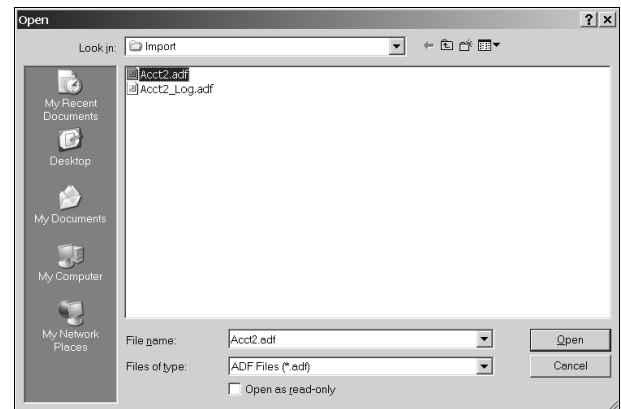 Open
Look in:
Import
Acct2.adf
Acct2_Log.adf
My Recent
Documents
Desktop
My Documents
My Computer
My Network
Places
File name:
Acct2.adf
Open
Files of type:
ADF Files (*.adf)
Cancel
Open as read-only